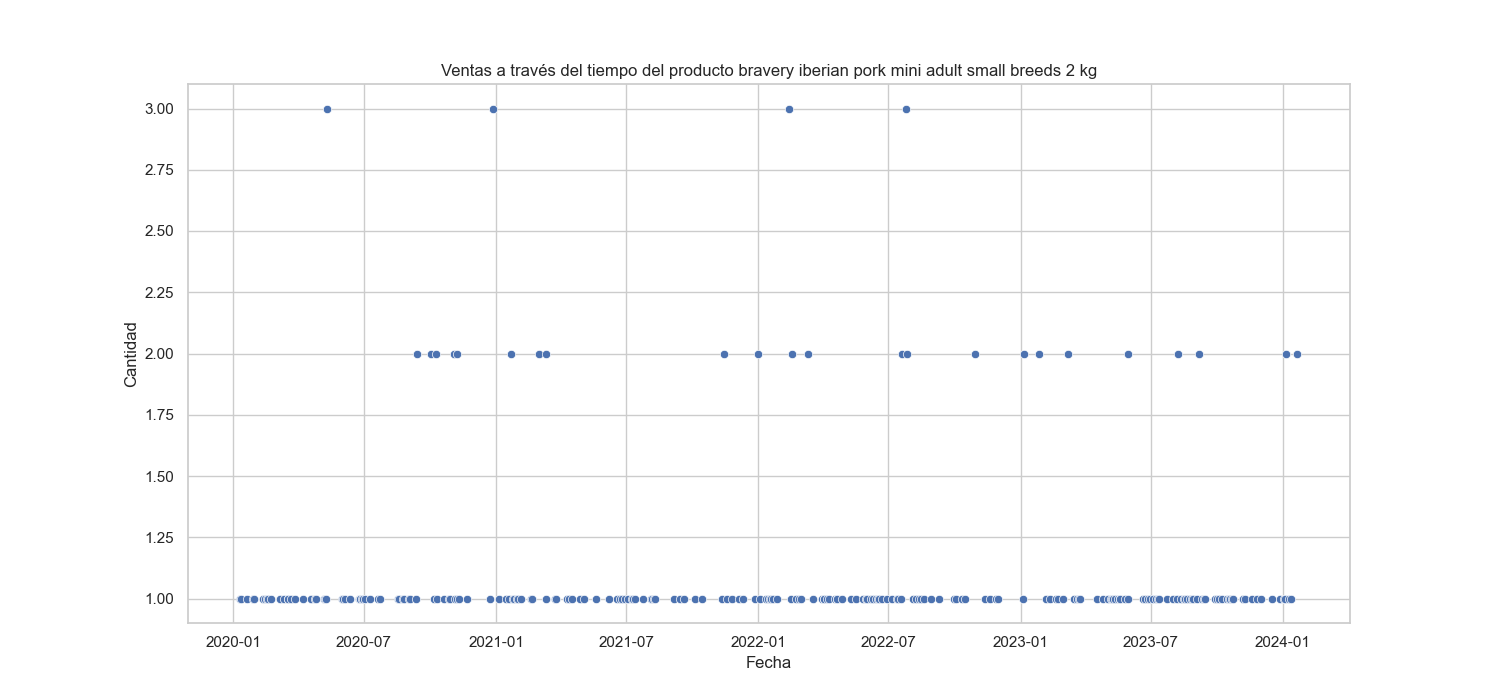 Ventas a través del tiempo del producto bravery iberian pork mini adult small breeds 2 kg
3.00
2.75
2.50
2.25
2.00
1.75
1.50
1.25
1.00
Cantidad
2020-01 2020-07 2021-01 2021-07 2022-01 2022-07 2023-01 2023-07 2024-01
Fecha